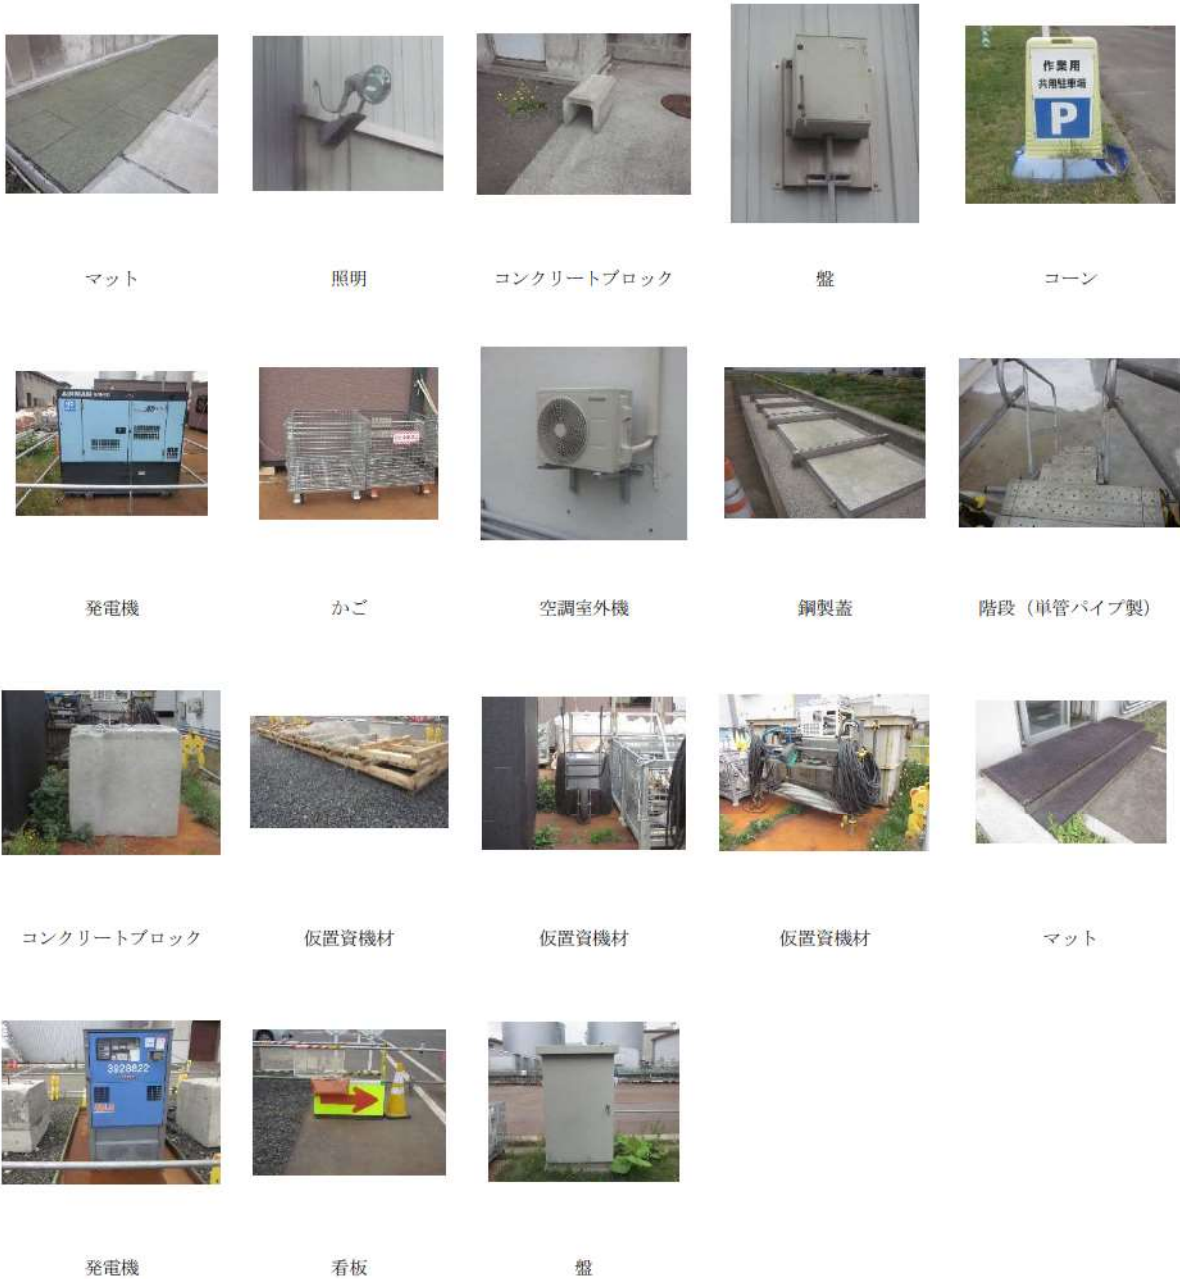 作業用
共用駐車場
P
マット
照明
コンクリートブロック
盤
コーン
AIRMAN
発電機
かご
空調室外機
鋼製蓋
階段（単管パイプ製）
コンクリートブロック
仮置資機材
仮置資機材
仮置資機材
マット
3928622
発電機
看板
盤